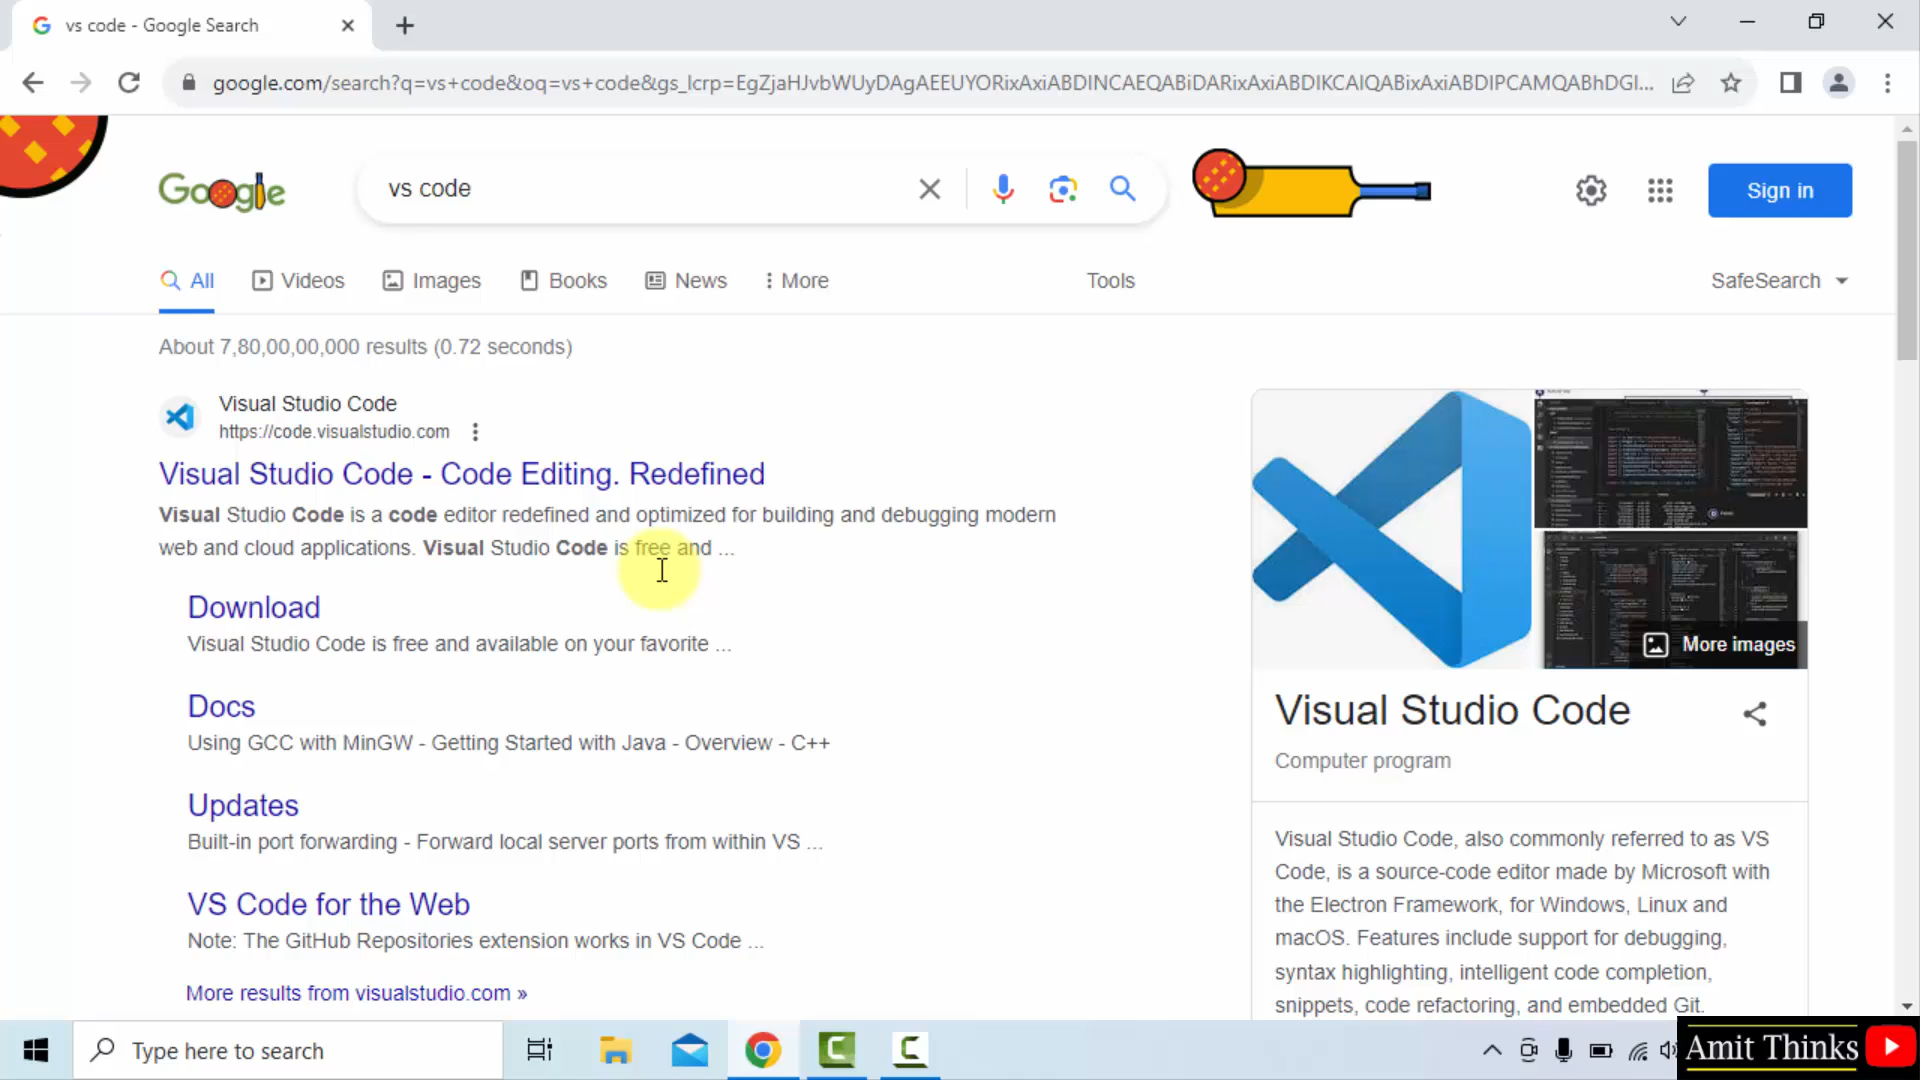 vs code - Google Search
google.com/search?q=vs+code&oq=vs+code&gs_lcrp=EgZjaHJvbWUyDAgAEEUYORixAxiABDINCAEQABiDARixAxiABDIKCAIQABixAxiABDIPCAMQABhDGI...
Google
vs code
Sign in
All
Videos
Images
Books
News
More
Tools
SafeSearch
About 7,80,00,00,000 results (0.72 seconds)
Visual Studio Code
https://code.visualstudio.com
Visual Studio Code - Code Editing. Redefined
Visual Studio Code is a code editor redefined and optimized for building and debugging modern
web and cloud applications. Visual Studio Code is free and ...
Download
Visual Studio Code is free and available on your favorite ...
Docs
Using GCC with MinGW - Getting Started with Java - Overview - C++
Updates
Built-in port forwarding - Forward local server ports from within VS ...
VS Code for the Web
Note: The GitHub Repositories extension works in VS Code ...
More results from visualstudio.com »
More images
Visual Studio Code
Computer program
Visual Studio Code, also commonly referred to as VS
Code, is a source-code editor made by Microsoft with
the Electron Framework, for Windows, Linux and
macOS. Features include support for debugging,
syntax highlighting, intelligent code completion,
snippets, code refactoring, and embedded Git.
Type here to search
Amit Thinks